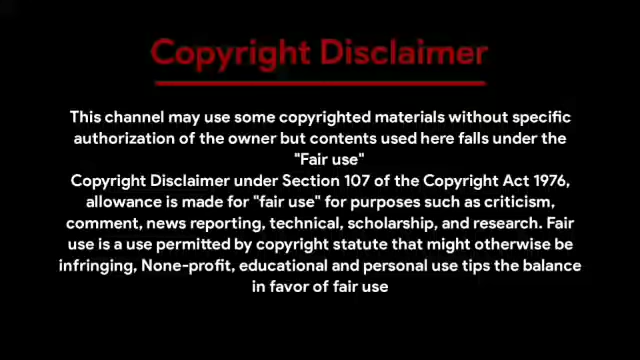 Copyright Disclaimer
This channel may use some copyrighted materials without specific
authorization of the owner but contents used here falls under the
"Fair use"
Copyright Disclaimer under Section 107 of the Copyright Act 1976,
allowance is made for "fair use" for purposes such as criticism,
comment, news reporting, technical, scholarship, and research. Fair
use is a use permitted by copyright statute that might otherwise be
infringing, None-profit, educational and personal use tips the balance
in favor of fair use